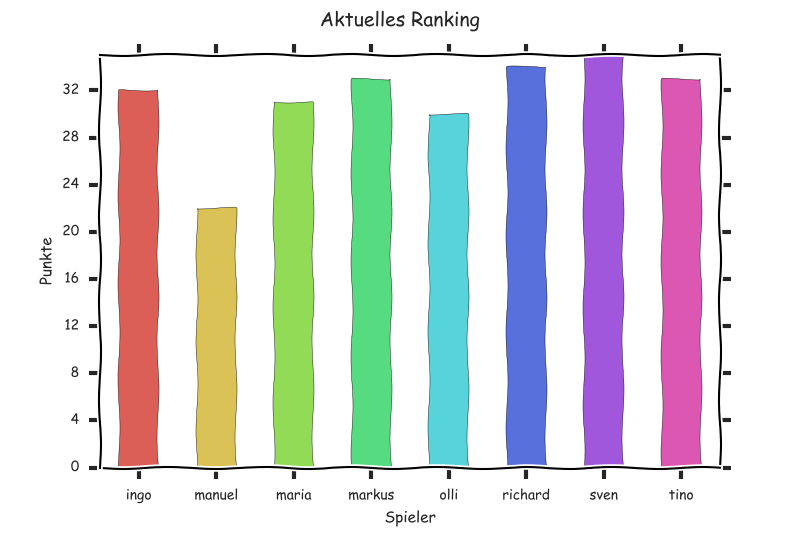 Aktuelles Ranking
Punkte
32
28
24
20
16
12
8
4
0
ingo manuel maria markus olli richard sven tino
Spieler